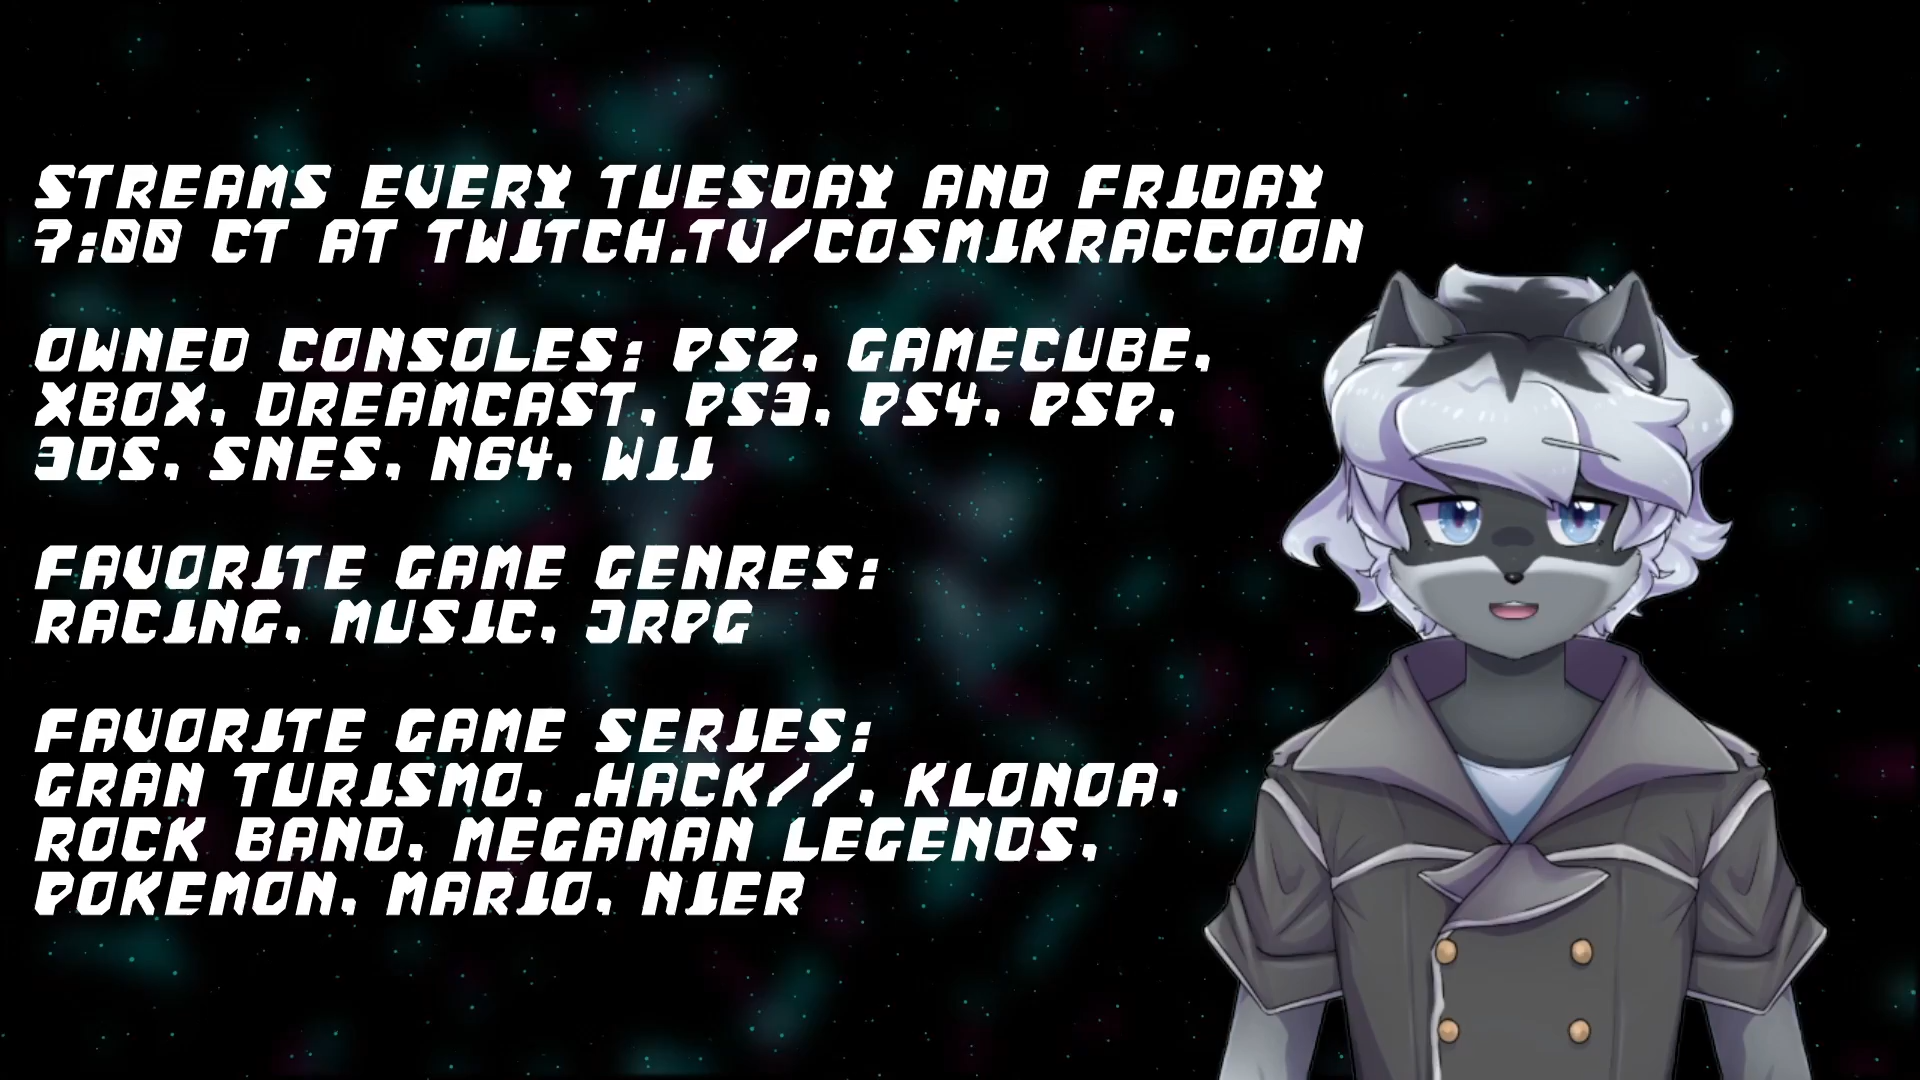 STREAMS EVERY TUESDAY AND FRIDAY
7:00 CT AT TWITCH.TV/COSMIKRACCOON
OWNED CONSOLES: PS2, GAMECUBE,
XBOX, DREAMCAST, PS3, PS4, PSP,
3DS, SNES, N64, WII
FAVORITE GAME GENRES:
RACING, MUSIC, JRPG
FAVORITE GAME SERIES:
GRAN TURISMO, .HACK//, KLONOA,
ROCK BAND, MEGAMAN LEGENDS,
POKEMON, MARIO, NIER